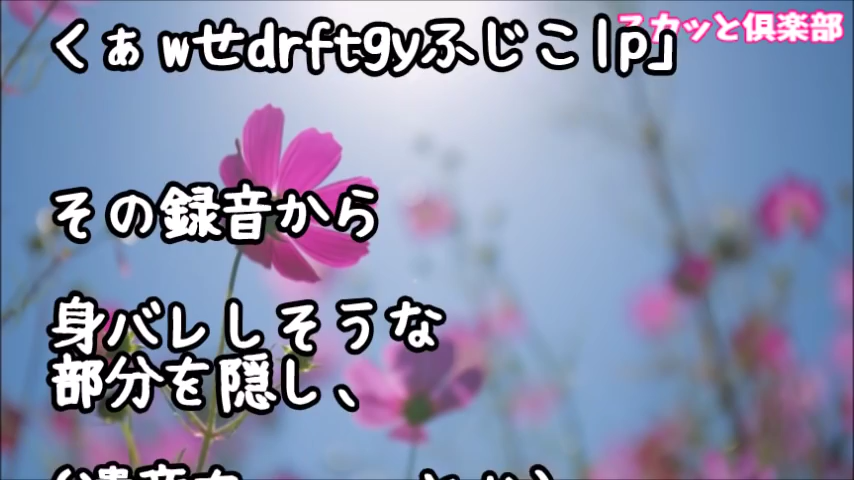 くぁwせdrftgyふじこlp」
スカッと倶楽部
その録音から
身バレしそうな
部分を隠し、